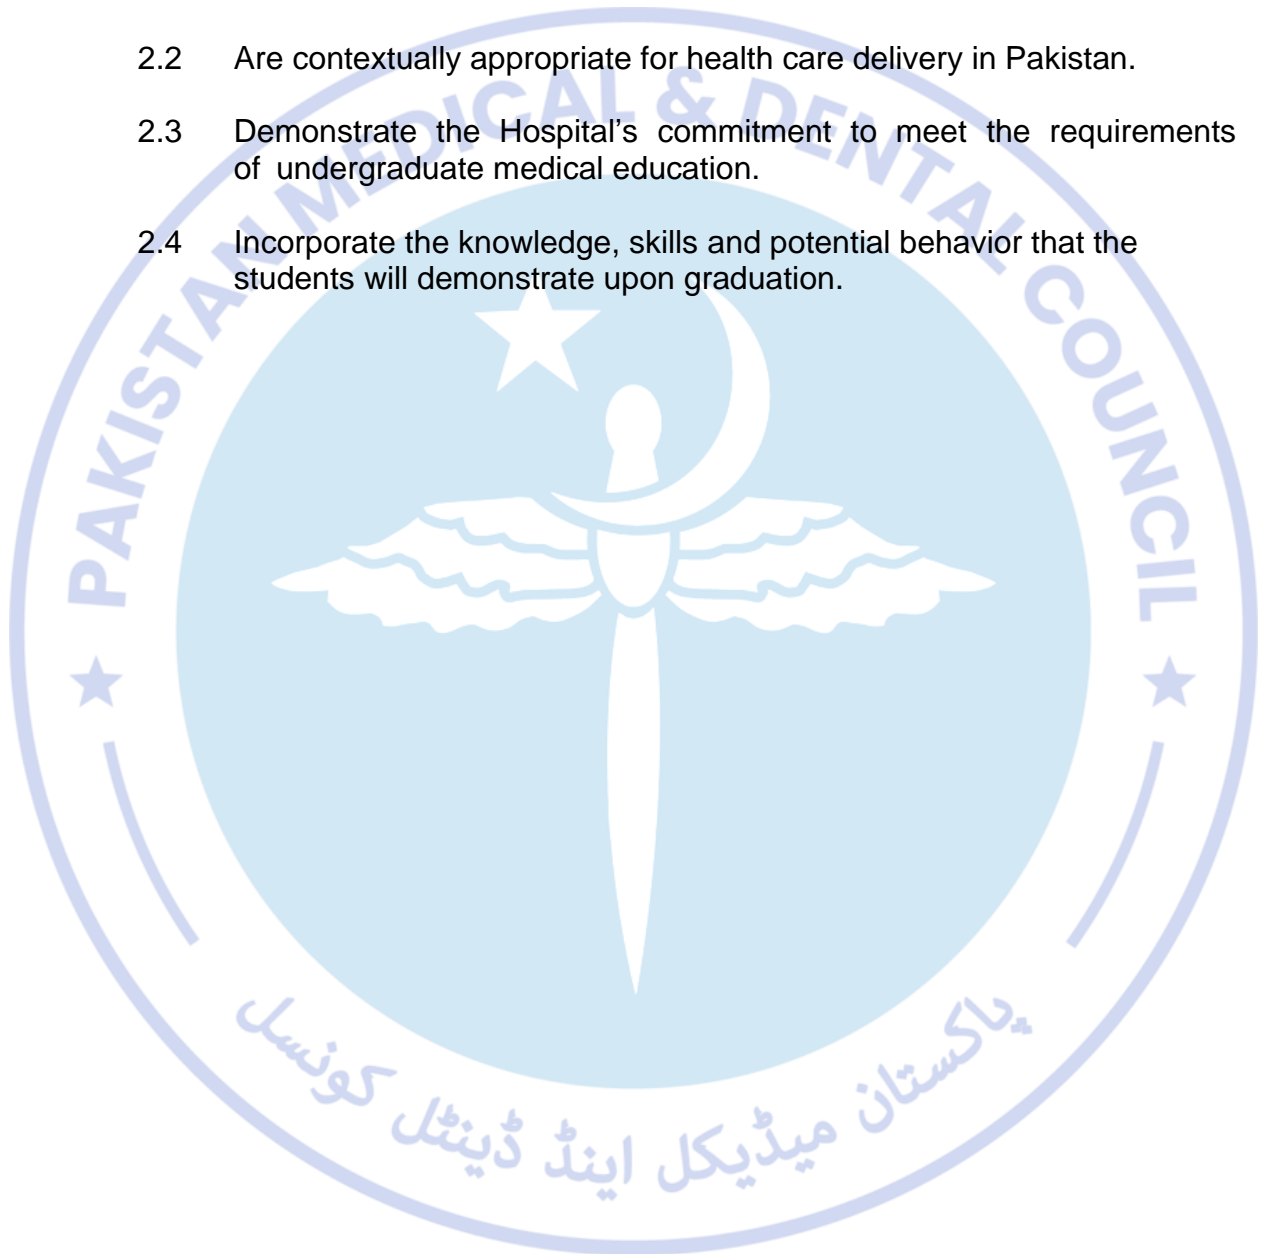 2.2 Are contextually appropriate for health care delivery in Pakistan.
2.3 Demonstrate the Hospital’s commitment to meet the requirements
of undergraduate medical education.
2.4 Incorporate the knowledge, skills and potential behavior that the
students will demonstrate upon graduation.
PAKISTAN MEDICAL & DENTAL COUNCIL
پاکستان میڈیکل اینڈ ڈینٹل کونسل